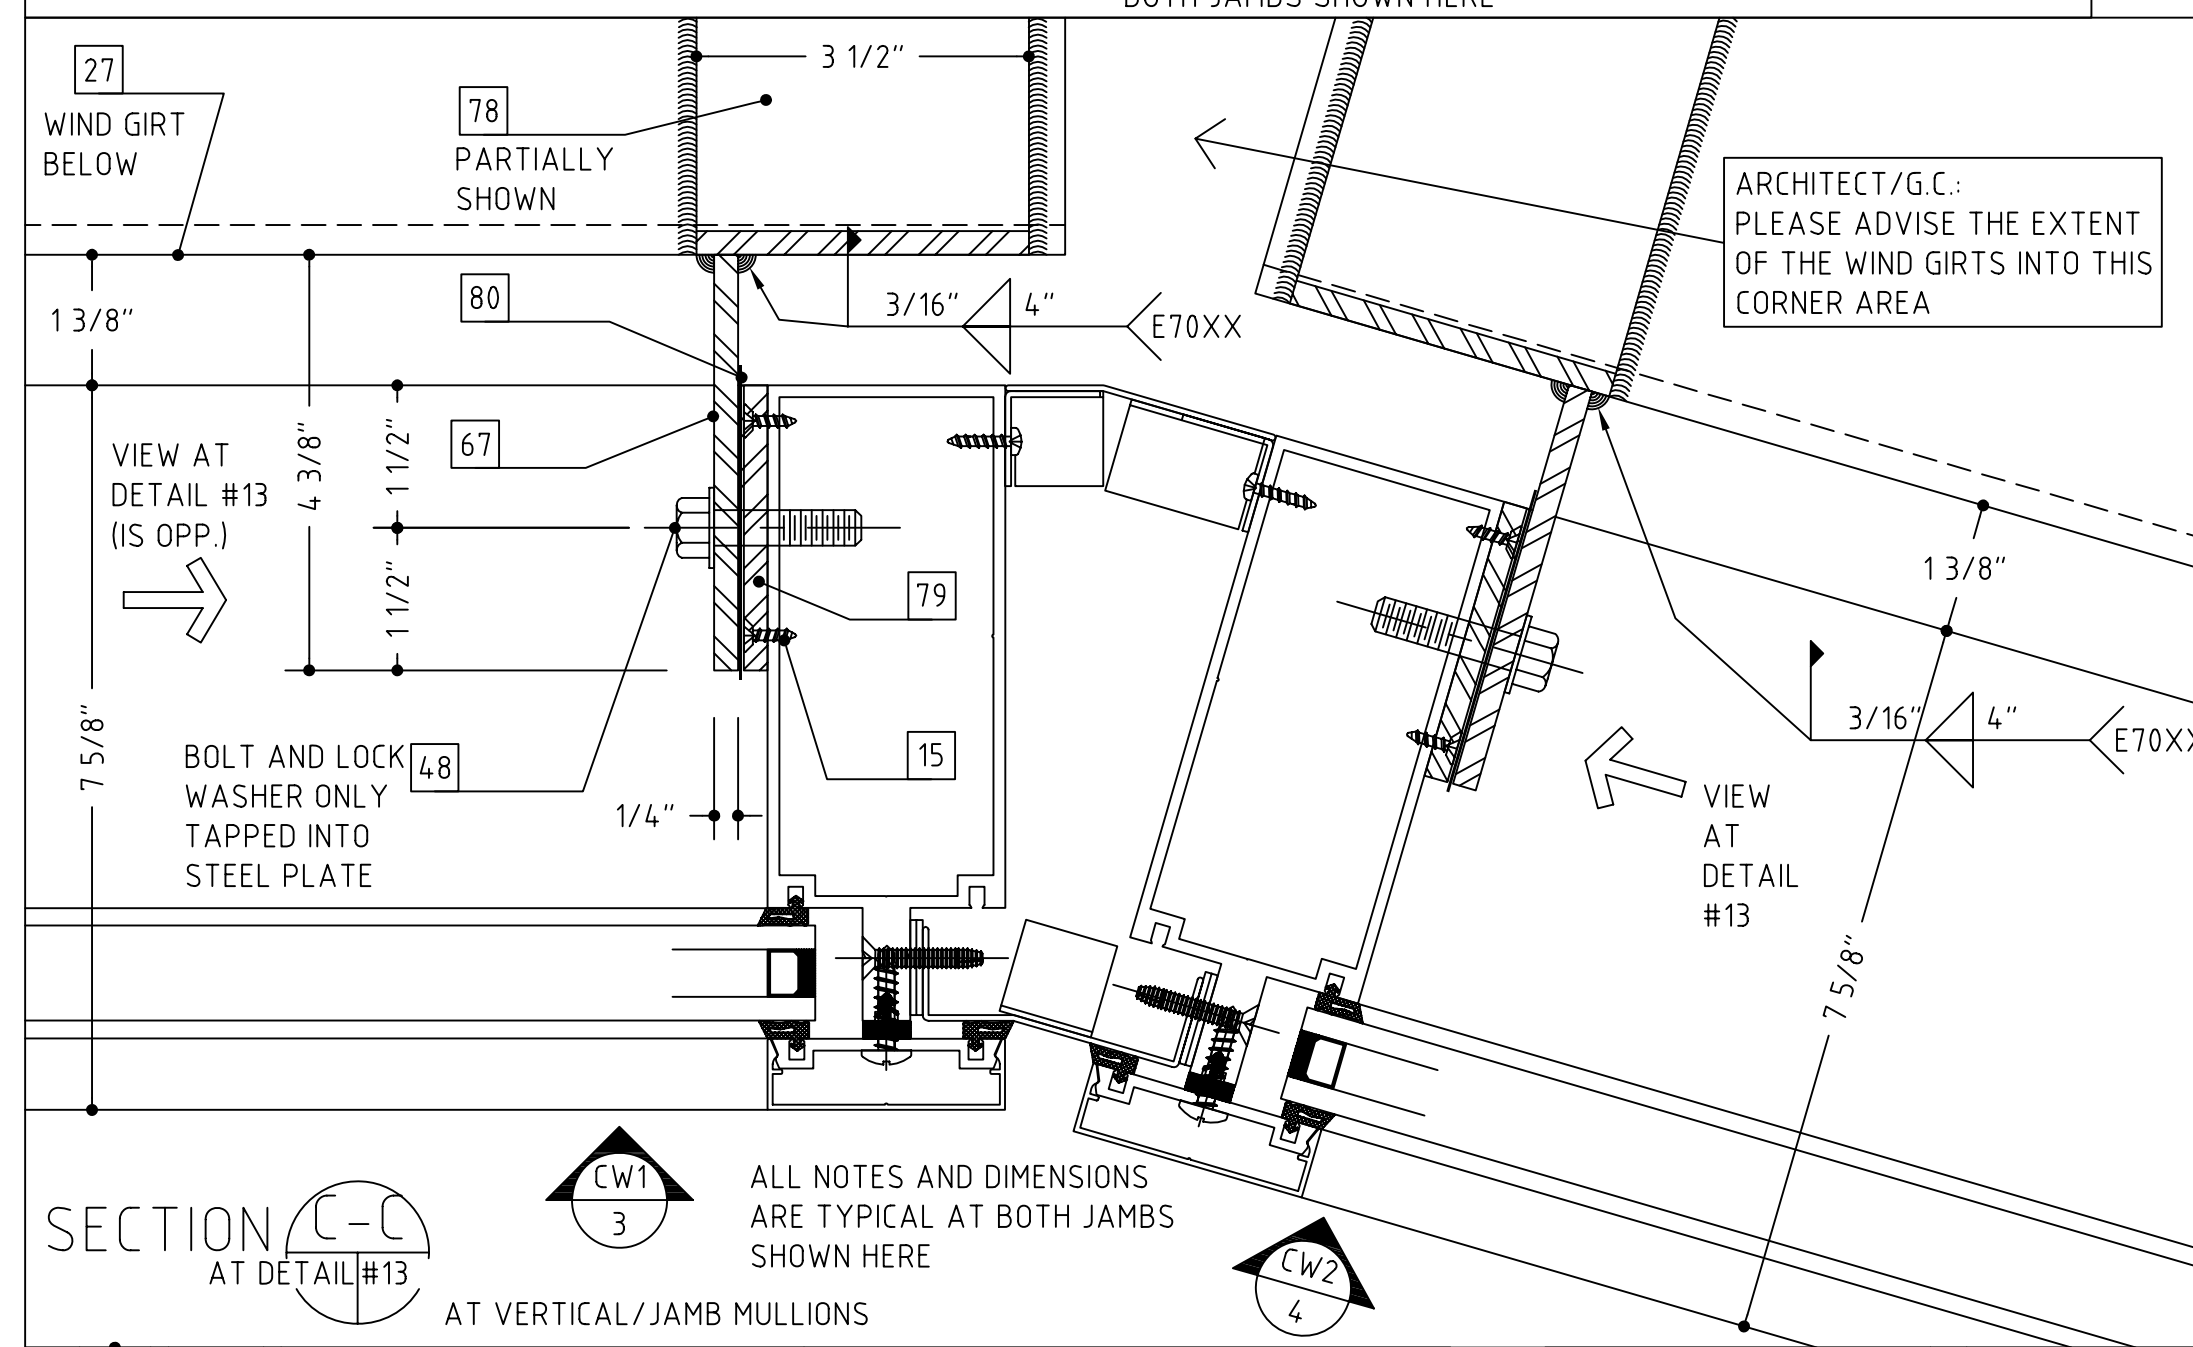 BOTH JAMBS SHOWN HERE
27
WIND GIRT
BELOW
78
PARTIALLY
SHOWN
3 1/2"
ARCHITECT/G.C.:
PLEASE ADVISE THE EXTENT
OF THE WIND GIRTS INTO THIS
CORNER AREA
1 3/8"
80
3/16"
4"
E70XX
67
VIEW AT
DETAIL #13
(IS OPP.)
4 3/8"
1 1/2"
1 1/2"
79
1 3/8"
7 5/8"
BOLT AND LOCK
WASHER ONLY
TAPPED INTO
STEEL PLATE
48
15
1/4"
3/16"
4"
E70XX
VIEW
AT
DETAIL
#13
7 5/8"
CW1
3
ALL NOTES AND DIMENSIONS
ARE TYPICAL AT BOTH JAMBS
SHOWN HERE
SECTION C-C
AT DETAIL #13
AT VERTICAL/JAMB MULLIONS
CW2
4